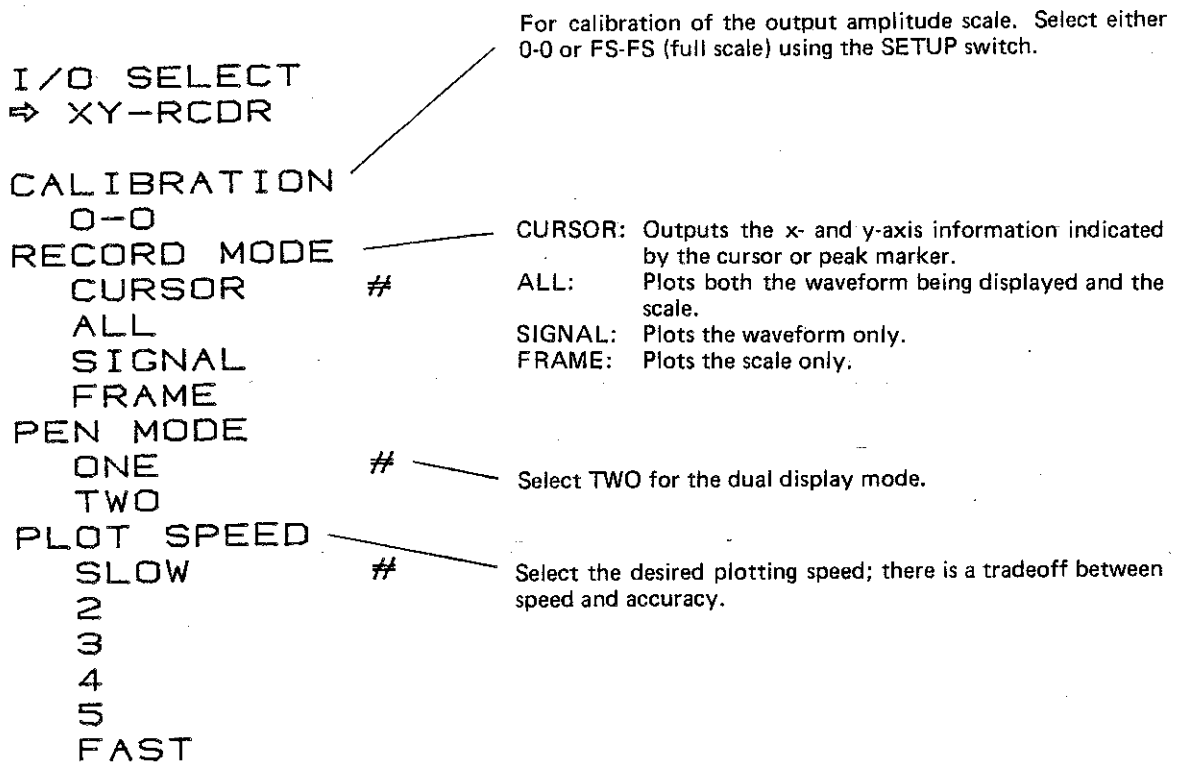 For calibration of the output amplitude scale. Select either
0-0 or FS-FS (full scale) using the SETUP switch.
I/O SELECT
⇨ XY-RCDR
CALIBRATION
0-0
RECORD MODE
CURSOR #
ALL
SIGNAL
FRAME
PEN MODE
ONE #
TWO
PLOT SPEED
SLOW #
2
3
4
5
FAST
CURSOR: Outputs the x- and y-axis information indicated
by the cursor or peak marker.
ALL: Plots both the waveform being displayed and the
scale.
SIGNAL: Plots the waveform only.
FRAME: Plots the scale only.
Select TWO for the dual display mode.
Select the desired plotting speed; there is a tradeoff between
speed and accuracy.